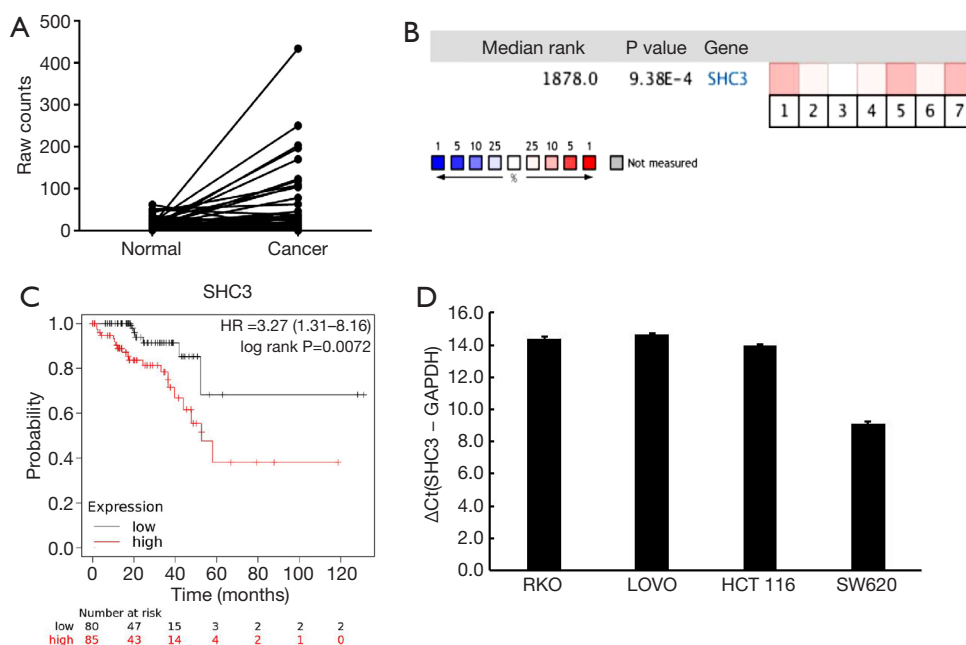 A
500
400
300
200
100
0
Raw counts
Normal Cancer
B
Median rank P value Gene
1878.0 9.38E-4 SHC3
1 2 3 4 5 6 7
1 5 10 25 25 10 5 1
%
Not measured
C
SHC3
HR =3.27 (1.31–8.16)
log rank P=0.0072
1.0
0.8
0.6
0.4
0.2
0.0
Probability
Expression
low
high
0 20 40 60 80 100 120
Time (months)
Number at risk
low 80 47 15 3 2 2 2
high 85 43 14 4 2 1 0
D
16.0
14.0
12.0
10.0
8.0
6.0
4.0
2.0
0.0
ΔCt(SHC3 – GAPDH)
RKO LOVO HCT 116 SW620